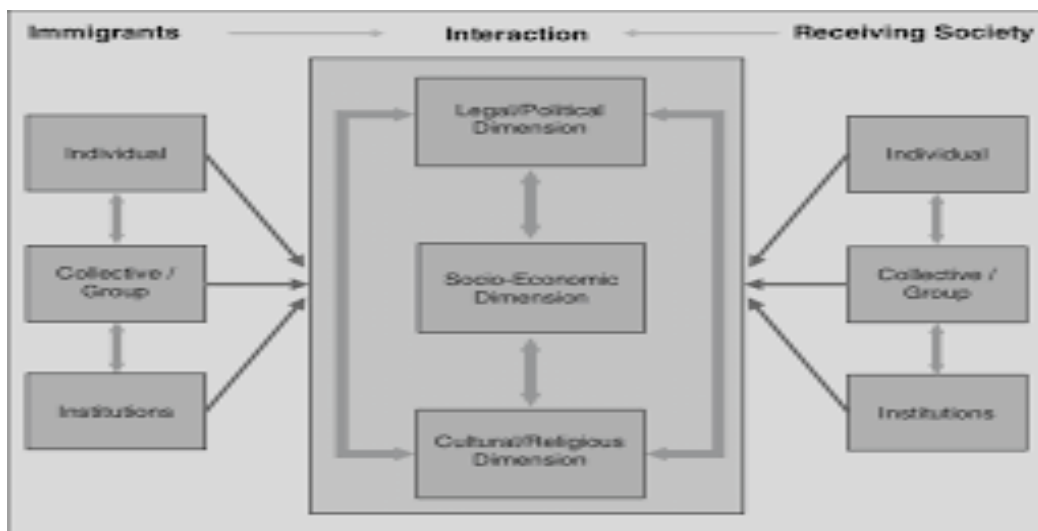 Immigrants
Interaction
Receiving Society
Individual
Collective /
Group
Institutions
Legal/Political
Dimension
Socio-Economic
Dimension
Cultural/Religious
Dimension
Individual
Collective /
Group
Institutions